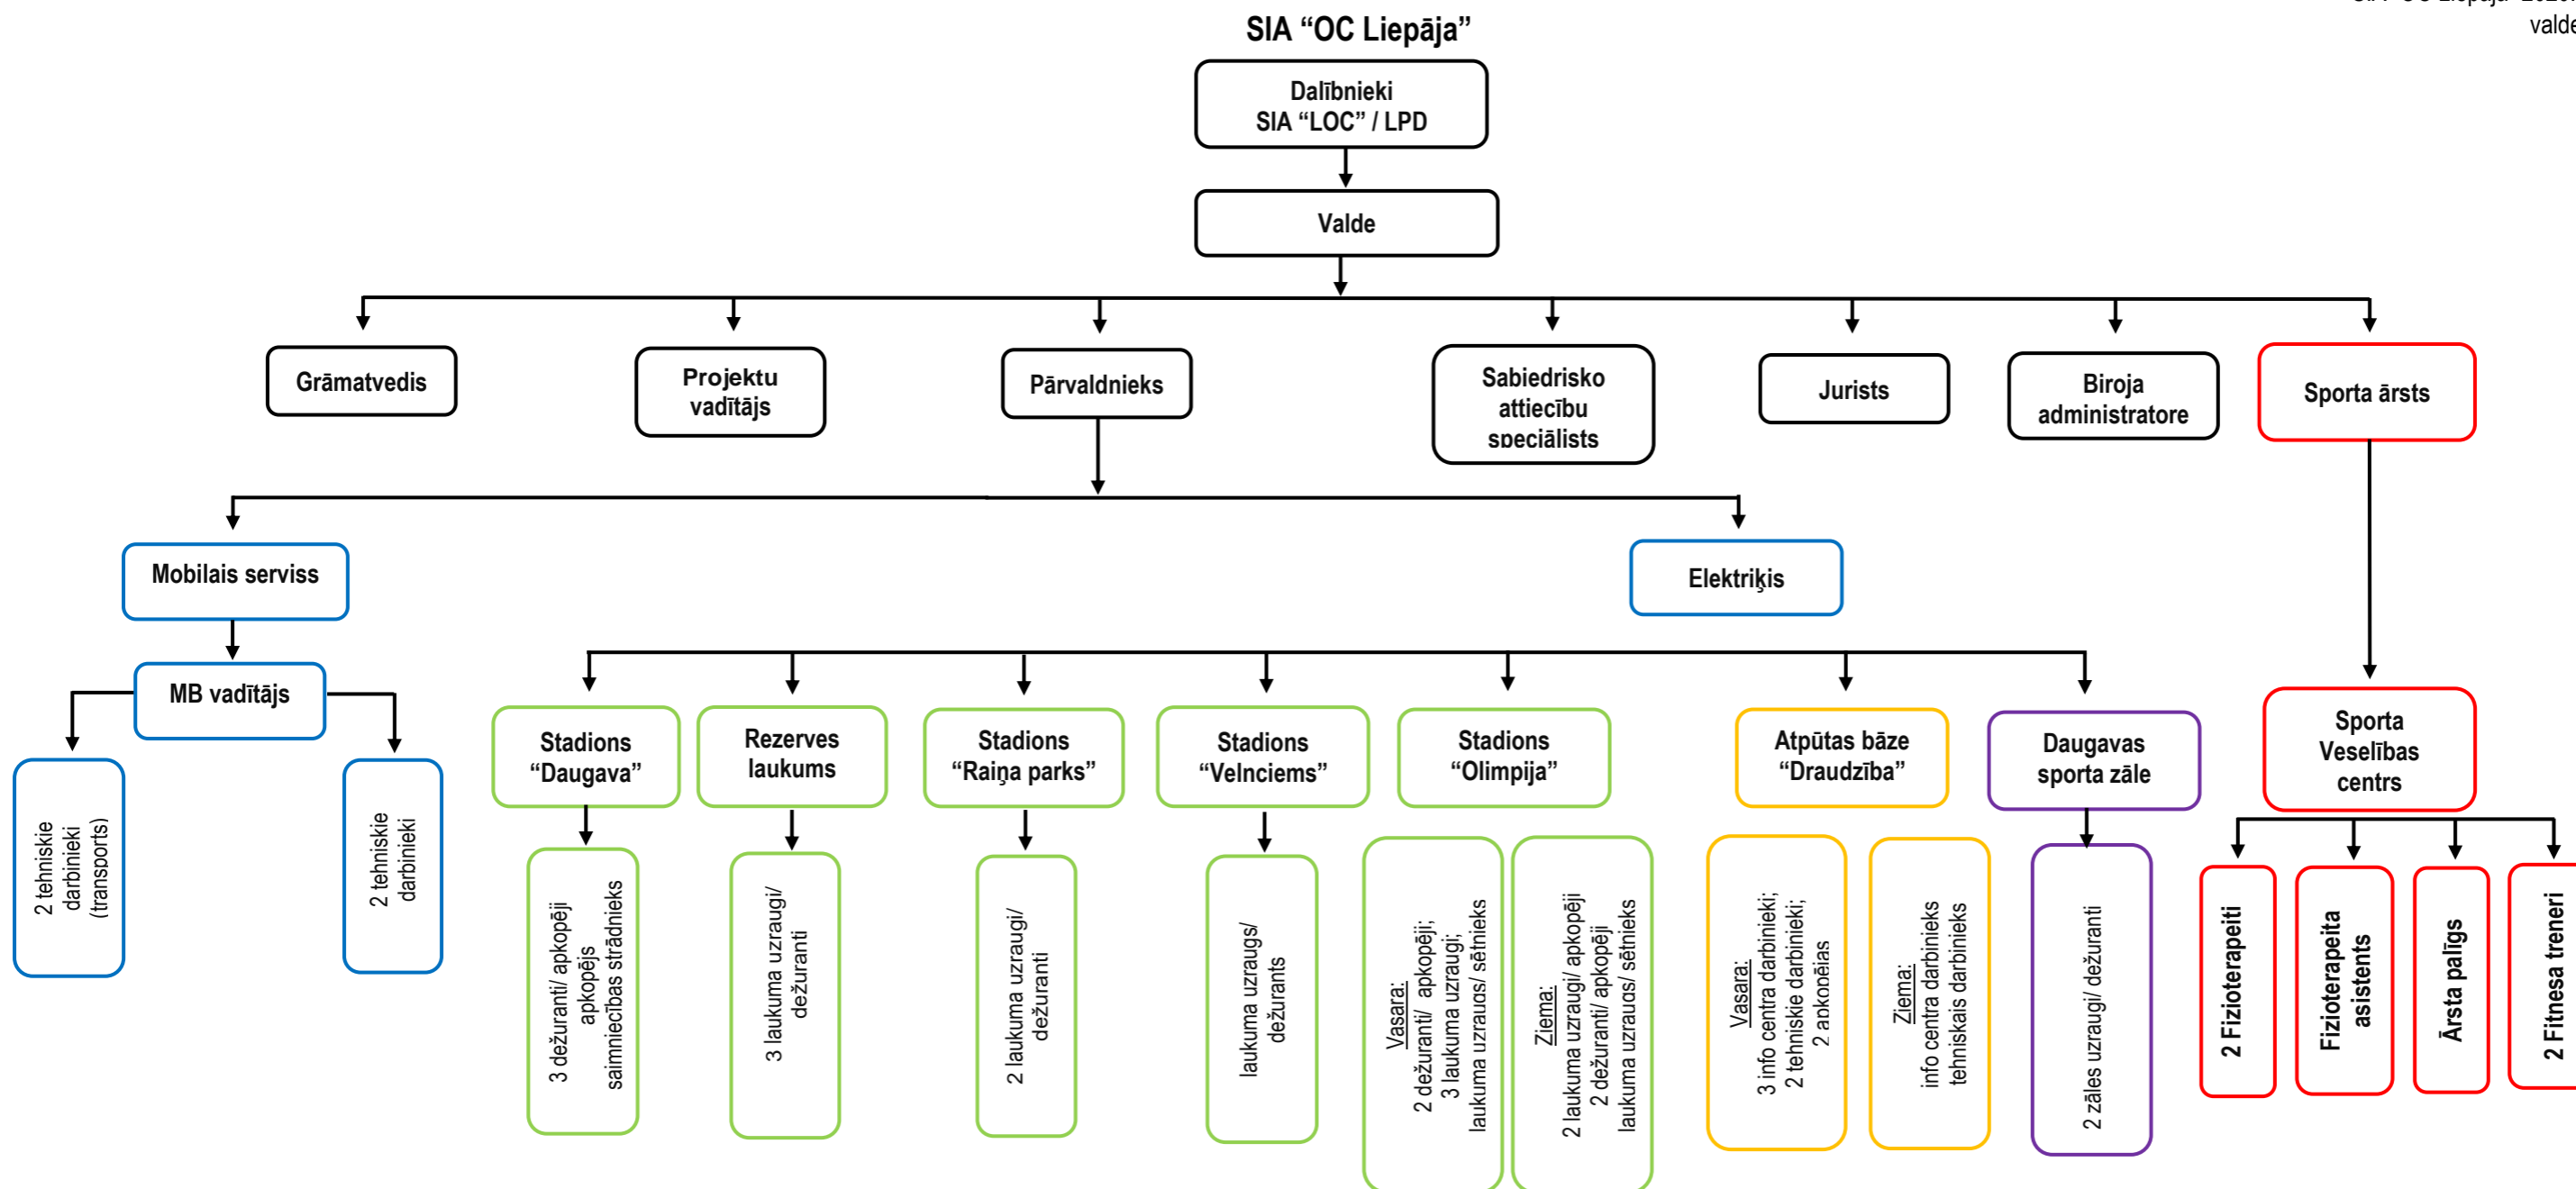 valde
SIA “OC Liepāja”
Dalībnieki
SIA “LOC” / LPD
Valde
Grāmatvedis
Projektu
vadītājs
Pārvaldnieks
Sabiedrisko
attiecību
speciālists
Jurists
Biroja
administratore
Sporta ārsts
Mobilais serviss
Elektriķis
MB vadītājs
2 tehniskie
darbinieki
(transports)
2 tehniskie
darbinieki
Stadions
“Daugava”
Rezerves
laukums
Stadions
“Raiņa parks”
Stadions
“Velnciems”
Stadions
“Olimpija”
Atpūtas bāze
“Draudzība”
Daugavas
sporta zāle
Sporta
Veselības
centrs
3 dežuranti/ apkopēji
apkopējs
saimniecības strādnieks
3 laukuma uzraugi/
dežuranti
2 laukuma uzraugi/
dežuranti
laukuma uzraugs/
dežurants
Vasara:
2 dežuranti/ apkopēji;
3 laukuma uzraugi;
laukuma uzraugs/ sētnieks
Ziema:
2 laukuma uzraugi/ apkopēji
2 dežuranti/ apkopēji
laukuma uzraugs/ sētnieks
Vasara:
3 info centra darbinieki;
2 tehniskie darbinieki;
2 apkopējas
Ziema:
info centra darbinieks
tehniskais darbinieks
2 zāles uzraugi/ dežuranti
2 Fizioterapeiti
Fizioterapeita
asistents
Ārsta palīgs
2 Fitnesa treneri